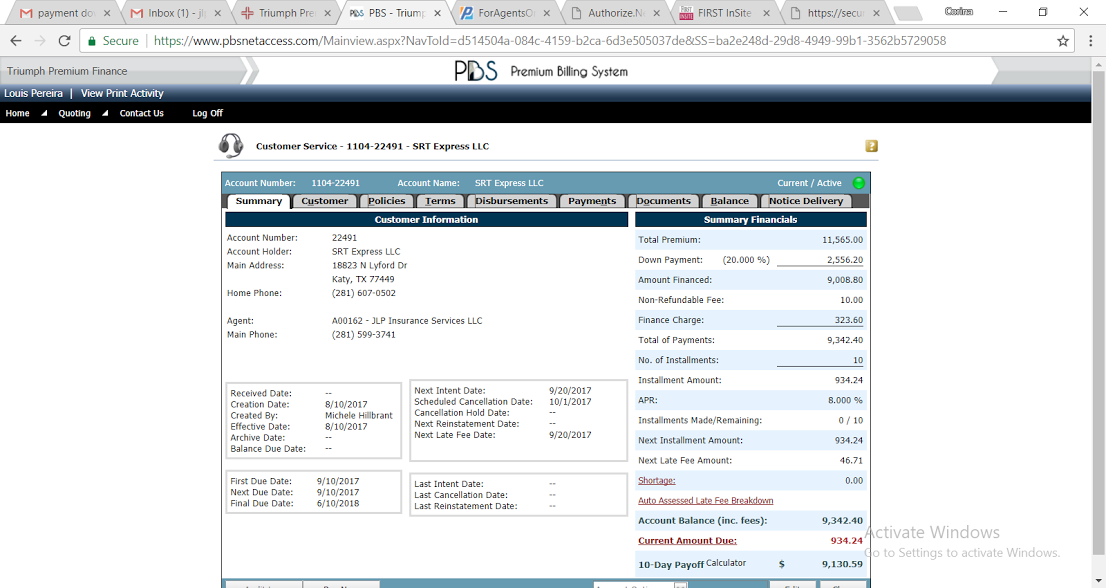 payment do
Inbox (1) - jl
Triumph Pre
PBS - Triump
ForAgentsO
Authorize.N
FIRST InSite
https://secu
Corina
Secure
https://www.pbsnetaccess.com/Mainview.aspx?NavToId=d514504a-084c-4159-b2ca-6d3e505037de&SS=ba2e248d-29d8-4949-99b1-3562b5729058
Triumph Premium Finance
PBS Premium Billing System
Louis Pereira | View Print Activity
Home Quoting Contact Us Log Off
Customer Service - 1104-22491 - SRT Express LLC
?
Account Number: 1104-22491 Account Name: SRT Express LLC Current / Active
Summary Customer Policies Terms Disbursements Payments Documents Balance Notice Delivery
Customer Information
Account Number: 22491
Account Holder: SRT Express LLC
Main Address: 18823 N Lyford Dr
Katy, TX 77449
Home Phone: (281) 607-0502
Agent: A00162 - JLP Insurance Services LLC
Main Phone: (281) 599-3741
Received Date: --
Creation Date: 8/10/2017
Created By: Michele Hillbrant
Effective Date: 8/10/2017
Archive Date: --
Balance Due Date: --
Next Intent Date: 9/20/2017
Scheduled Cancellation Date: 10/1/2017
Cancellation Hold Date: --
Next Reinstatement Date: --
Next Late Fee Date: 9/20/2017
First Due Date: 9/10/2017
Next Due Date: 9/10/2017
Final Due Date: 6/10/2018
Last Intent Date: --
Last Cancellation Date: --
Last Reinstatement Date: --
Summary Financials
Total Premium: 11,565.00
Down Payment: (20.000 %) 2,556.20
Amount Financed: 9,008.80
Non-Refundable Fee: 10.00
Finance Charge: 323.60
Total of Payments: 9,342.40
No. of Installments: 10
Installment Amount: 934.24
APR: 8.000 %
Installments Made/Remaining: 0 / 10
Next Installment Amount: 934.24
Next Late Fee Amount: 46.71
Shortage: 0.00
Auto Assessed Late Fee Breakdown
Account Balance (inc. fees): 9,342.40
Current Amount Due: 934.24
10-Day Payoff Calculator $ 9,130.59
Activate Windows
Go to Settings to activate Windows.